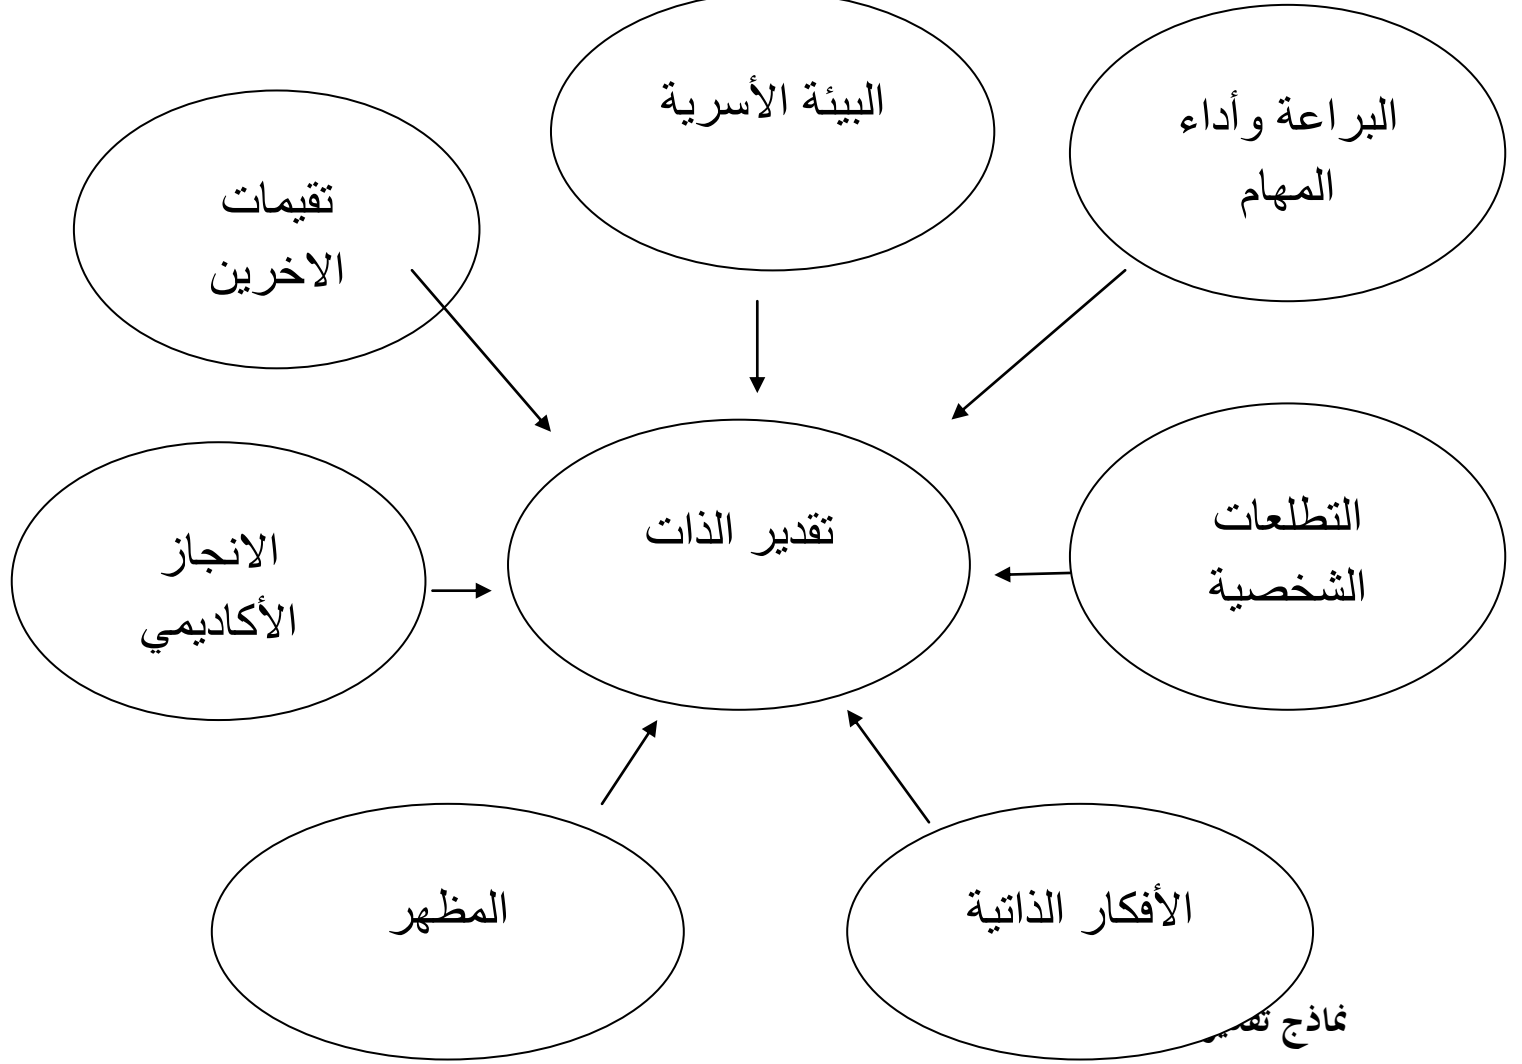 البيئة الأسرية
البراعة وأداء
المهام
تقيمات
الاخرين
التطلعات
الشخصية
تقدير الذات
الانجاز
الأكاديمي
الأفكار الذاتية
المظهر
نماذج